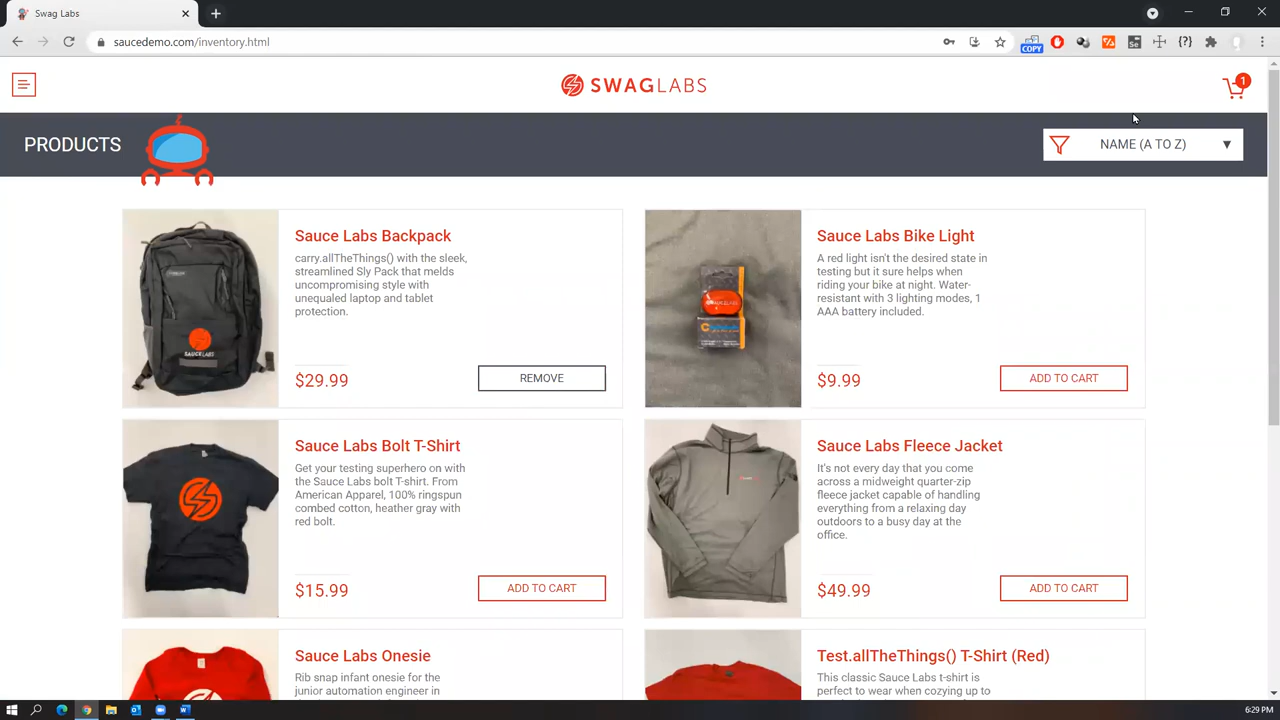 Swag Labs
saucedemo.com/inventory.html
COPY
Se
{?}
SWAGLABS
1
PRODUCTS
NAME (A TO Z)
Sauce Labs Backpack
carry.allTheThings() with the sleek,
streamlined Sly Pack that melds
uncompromising style with
unequaled laptop and tablet
protection.
SAUCELABS
$29.99
REMOVE
Sauce Labs Bike Light
A red light isn't the desired state in
testing but it sure helps when
riding your bike at night. Water-
resistant with 3 lighting modes, 1
AAA battery included.
$9.99
ADD TO CART
Sauce Labs Bolt T-Shirt
Get your testing superhero on with
the Sauce Labs bolt T-shirt. From
American Apparel, 100% ringspun
combed cotton, heather gray with
red bolt.
$15.99
ADD TO CART
Sauce Labs Fleece Jacket
It's not every day that you come
across a midweight quarter-zip
fleece jacket capable of handling
everything from a relaxing day
outdoors to a busy day at the
office.
$49.99
ADD TO CART
Sauce Labs Onesie
Rib snap infant onesie for the
junior automation engineer in
Test.allTheThings() T-Shirt (Red)
This classic Sauce Labs t-shirt is
perfect to wear when cozying up to
6:29 PM